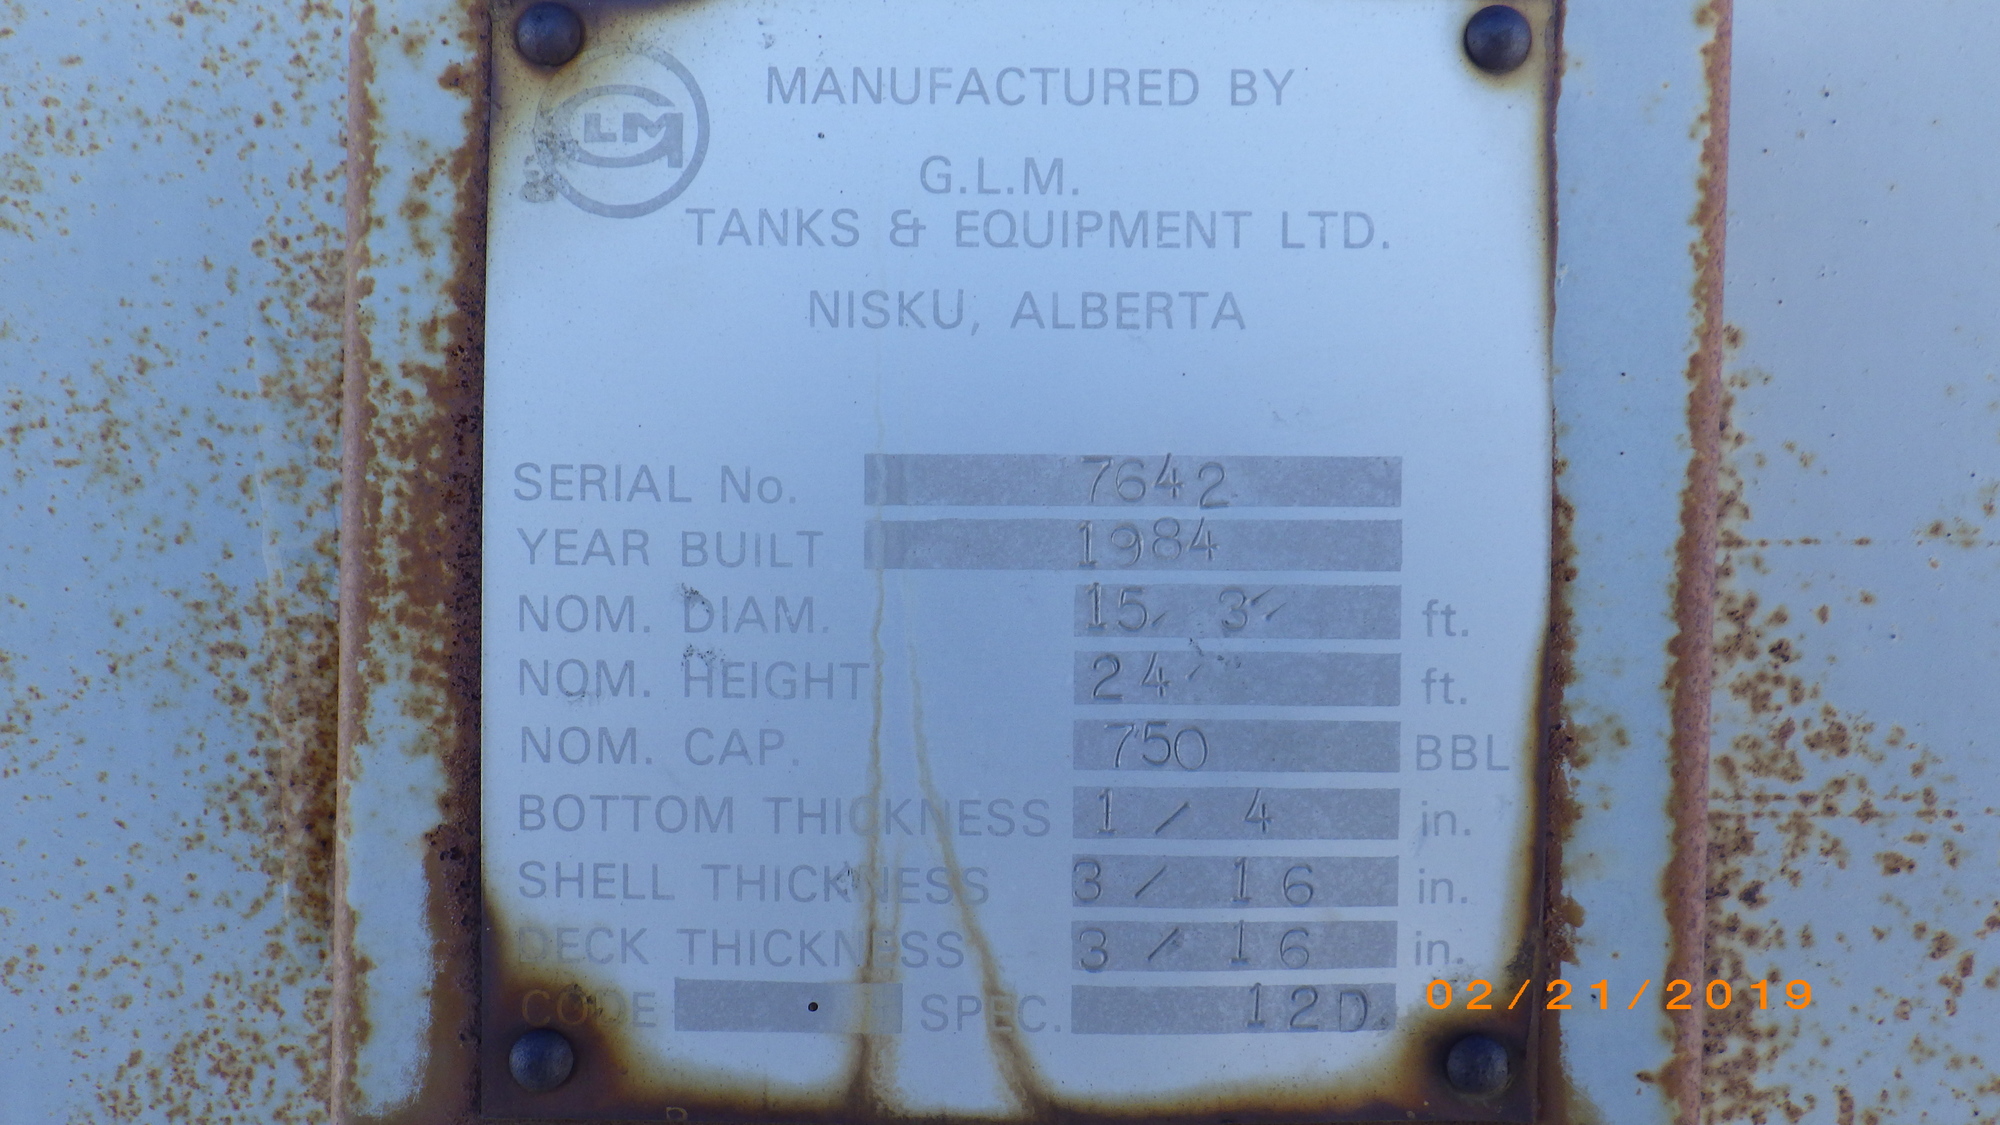 GLM
MANUFACTURED BY
G.L.M.
TANKS & EQUIPMENT LTD.
NISKU, ALBERTA
SERIAL No. 7642
YEAR BUILT 1984
NOM. DIAM. 15' 3" ft.
NOM. HEIGHT 24' ft.
NOM. CAP. 750 BBL
BOTTOM THICKNESS 1 / 4 in.
SHELL THICKNESS 3 / 16 in.
DECK THICKNESS 3 / 16 in.
CODE SPEC. 12D.
02/21/2019